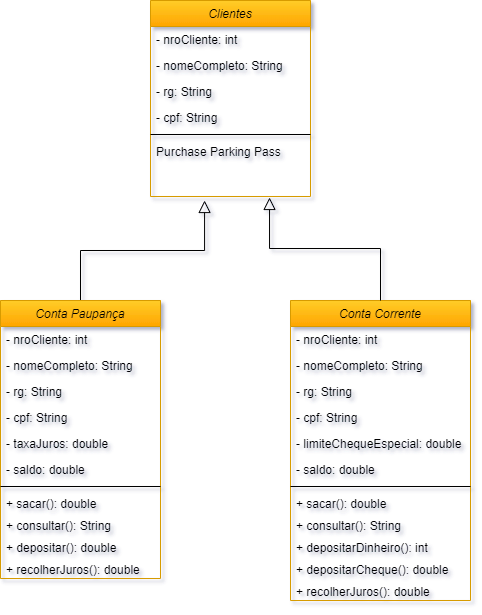 Clientes
- nroCliente: int
- nomeCompleto: String
- rg: String
- cpf: String
Purchase Parking Pass
Conta Paupança
- nroCliente: int
- nomeCompleto: String
- rg: String
- cpf: String
- taxaJuros: double
- saldo: double
+ sacar(): double
+ consultar(): String
+ depositar(): double
+ recolherJuros(): double
Conta Corrente
- nroCliente: int
- nomeCompleto: String
- rg: String
- cpf: String
- limiteChequeEspecial: double
- saldo: double
+ sacar(): double
+ consultar(): String
+ depositarDinheiro(): int
+ depositarCheque(): double
+ recolherJuros(): double